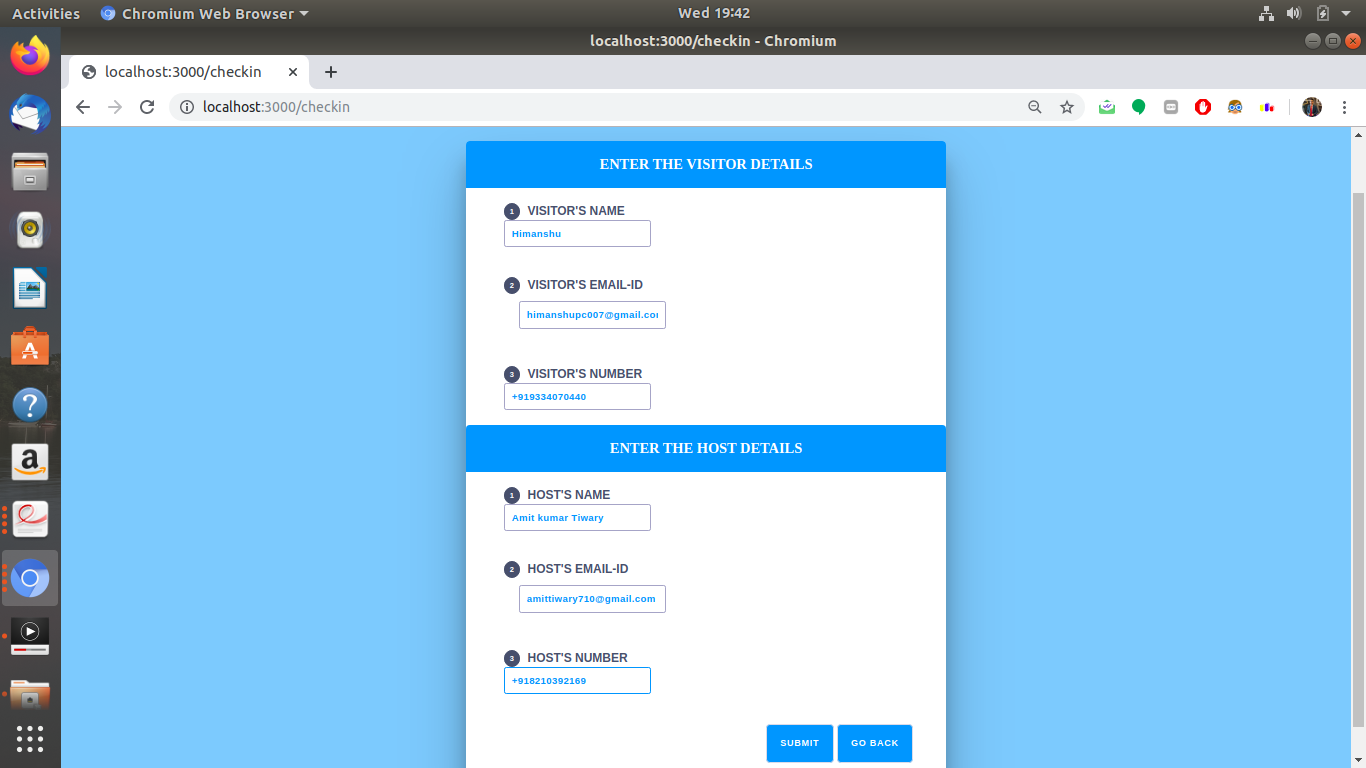 Activities
Chromium Web Browser
Wed 19:42
localhost:3000/checkin - Chromium
localhost:3000/checkin
localhost:3000/checkin
ENTER THE VISITOR DETAILS
1 VISITOR'S NAME
Himanshu
2 VISITOR'S EMAIL-ID
himanshupc007@gmail.co
3 VISITOR'S NUMBER
+919334070440
ENTER THE HOST DETAILS
1 HOST'S NAME
Amit kumar Tiwary
2 HOST'S EMAIL-ID
amittiwary710@gmail.com
3 HOST'S NUMBER
+918210392169
SUBMIT
GO BACK